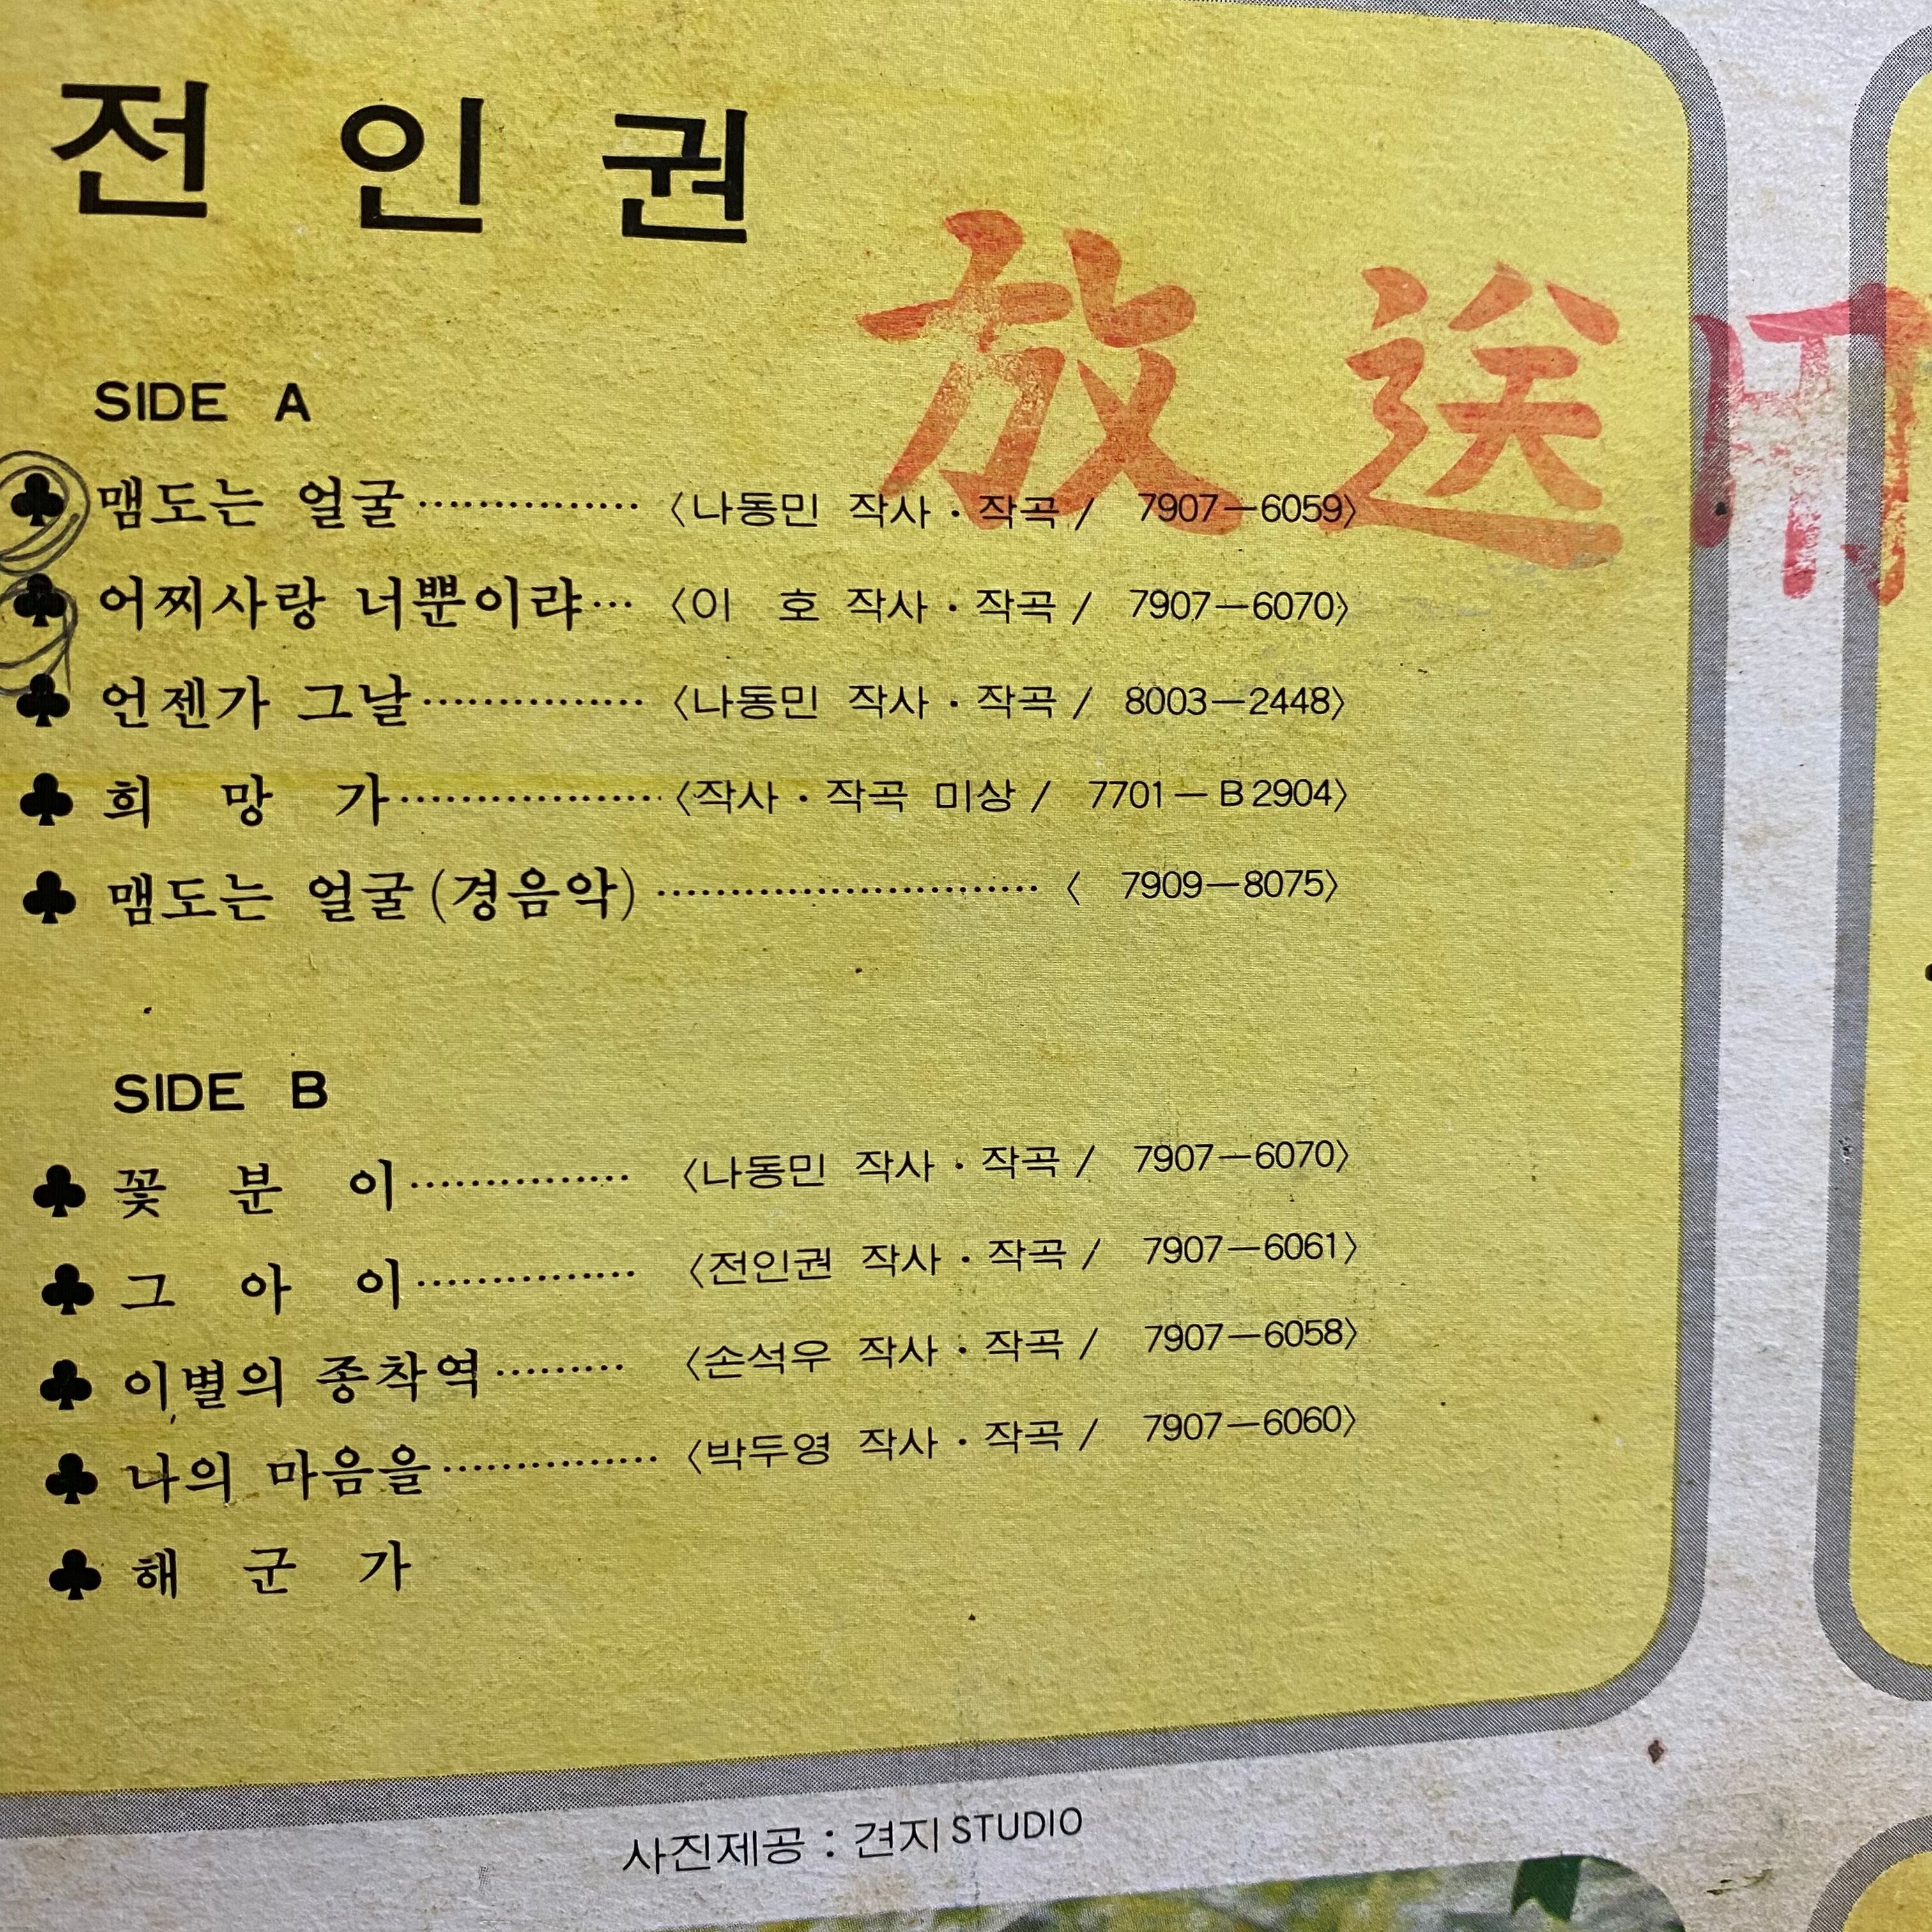 전 인 권
放送用
SIDE A
♣ 맴도는 얼굴 ················ 〈나동민 작사 · 작곡 / 7907-6059〉
♣ 어찌사랑 너뿐이랴··· 〈이 호 작사 · 작곡 / 7907-6070〉
♣ 언젠가 그날················ 〈나동민 작사 · 작곡 / 8003-2448〉
♣ 희 망 가···················〈작사 · 작곡 미상 / 7701-B2904〉
♣ 맴도는 얼굴(경음악) ···························· 〈 7909-8075〉
SIDE B
♣ 꽃 분 이················ 〈나동민 작사 · 작곡 / 7907-6070〉
♣ 그 아 이················ 〈전인권 작사 · 작곡 / 7907-6061〉
♣ 이별의 종착역········· 〈손석우 작사 · 작곡 / 7907-6058〉
♣ 나의 마음을················ 〈박두영 작사 · 작곡 / 7907-6060〉
♣ 해 군 가
사진제공 : 견지 STUDIO